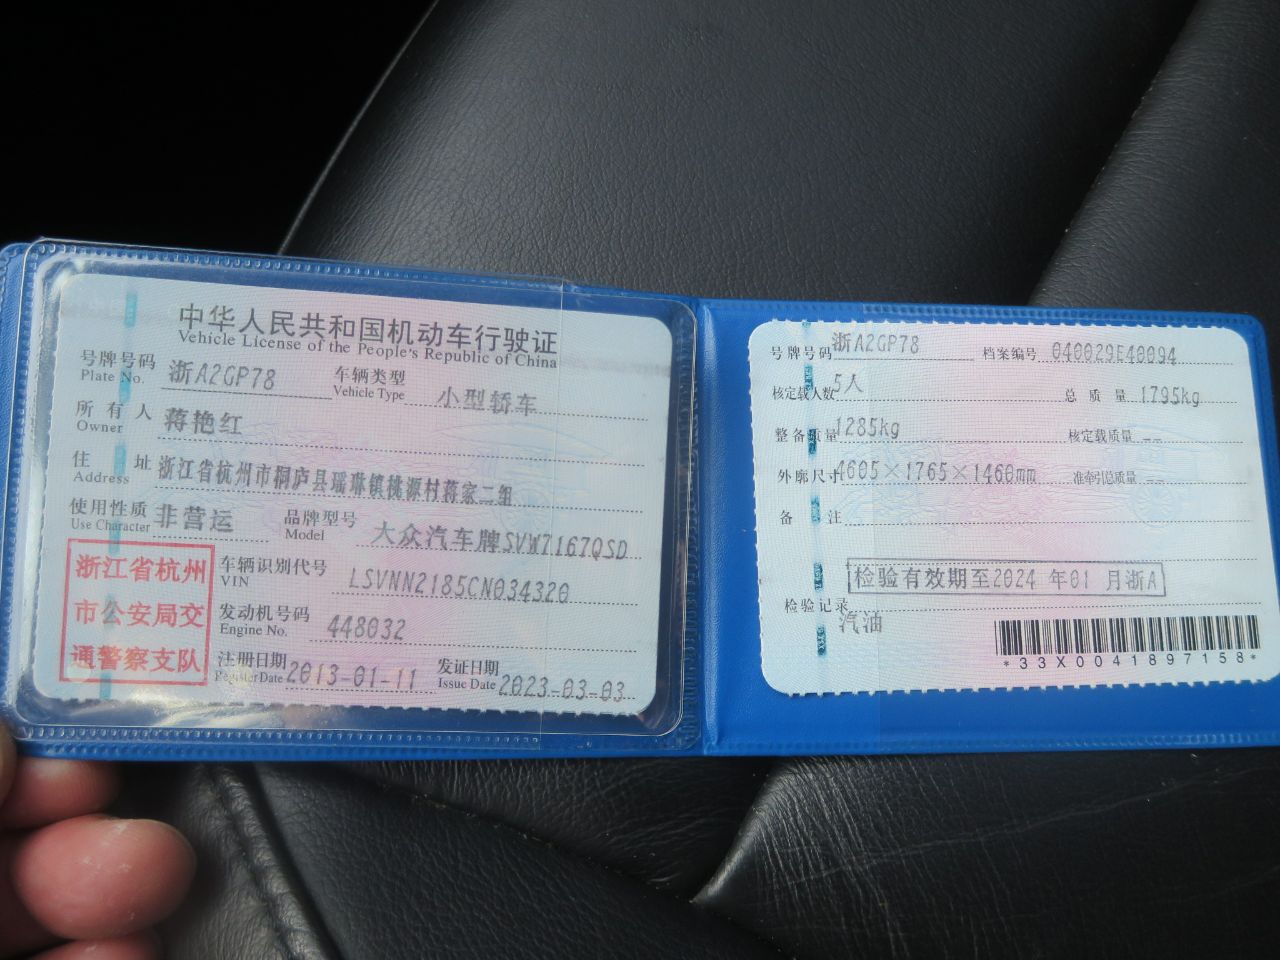 中华人民共和国机动车行驶证
Vehicle License of the People's Republic of China
号牌号码 浙A2GP78 车辆类型 小型轿车
Plate No. Vehicle Type
所有人 蒋艳红
Owner
住址 浙江省杭州市桐庐县瑶琳镇桃源村蒋家二组
Address
使用性质 非营运 品牌型号 大众汽车牌SVW7167QSD
Use Character Model
浙江省杭州
市公安局交
通警察支队
车辆识别代号 LSVNN2185CN034320
VIN
发动机号码 448032
Engine No.
注册日期 2013-01-11 发证日期 2023-03-03
Register Date Issue Date
号牌号码 浙A2GP78 档案编号 040029E40094
核定载人数 5人 总质量 1795kg
整备质量 1285kg 核定载质量 --
外廓尺寸 4605×1765×1460mm 准牵引总质量 --
备注
检验有效期至2024 年01 月浙A
检验记录
汽油
*33X0041897158*